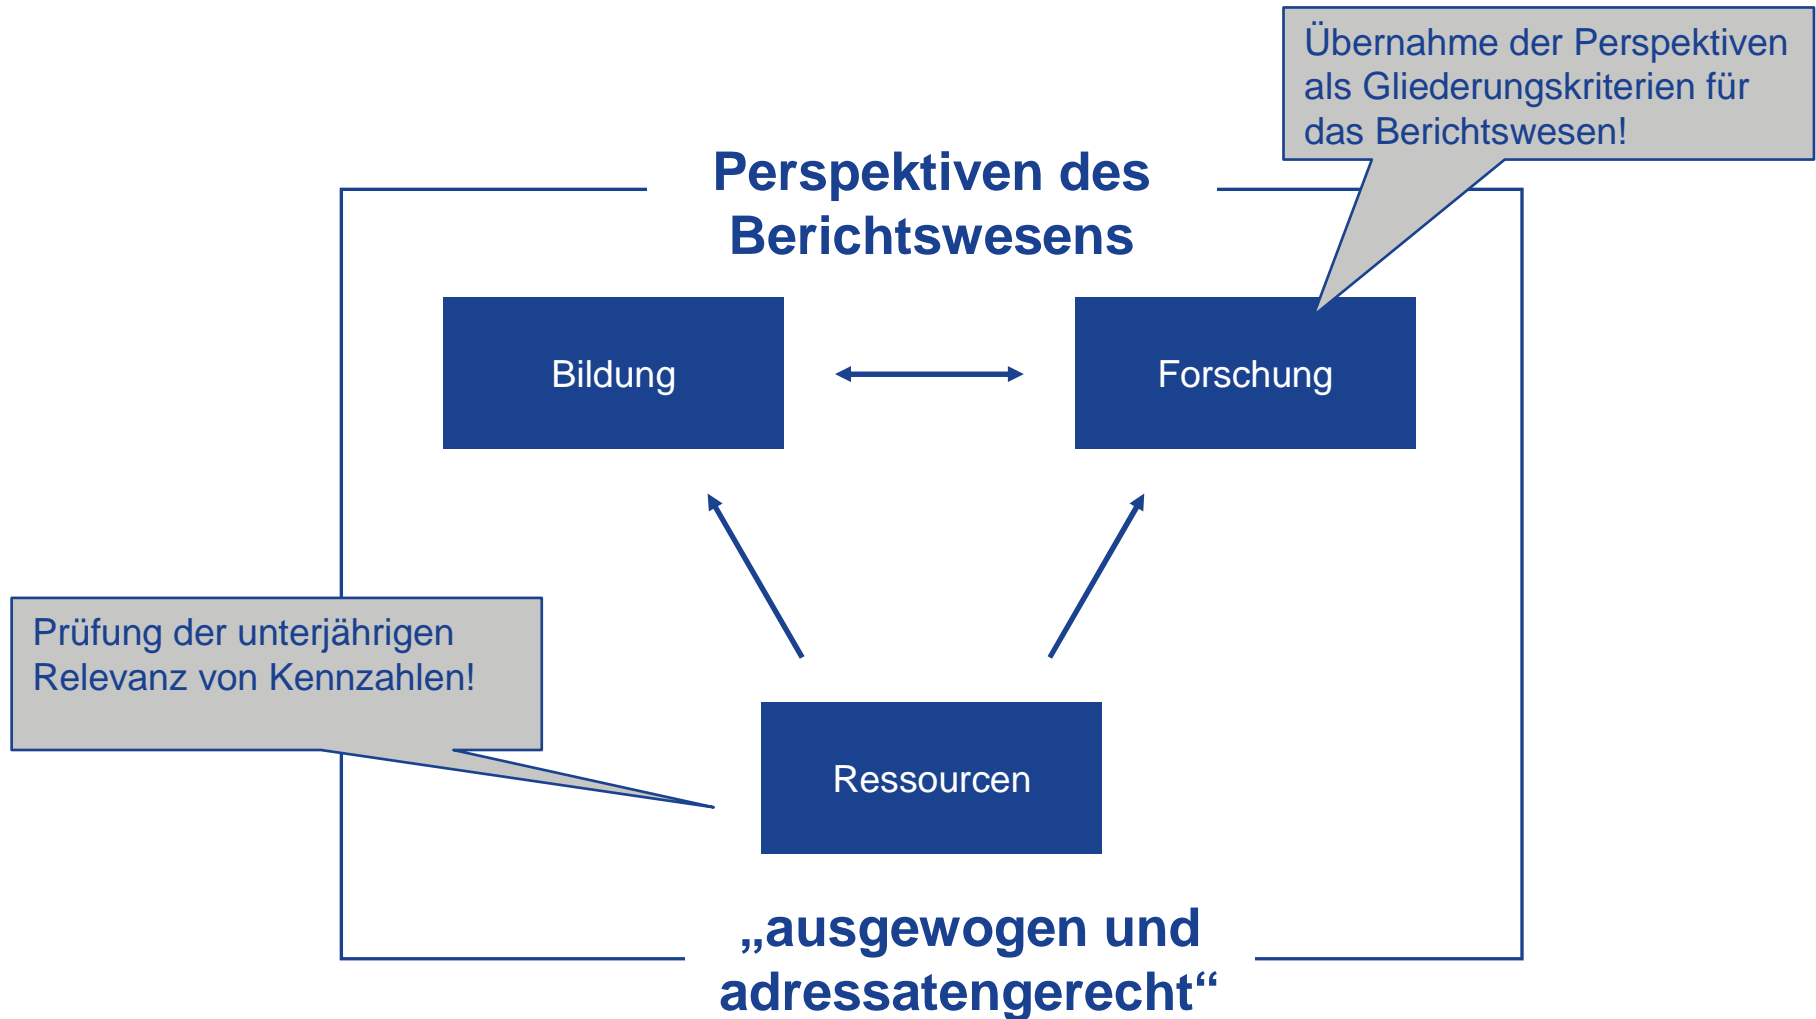 Übernahme der Perspektiven
als Gliederungskriterien für
das Berichtswesen!
Perspektiven des
Berichtswesens
Bildung
Forschung
Prüfung der unterjährigen
Relevanz von Kennzahlen!
Ressourcen
„ausgewogen und
adressatengerecht“